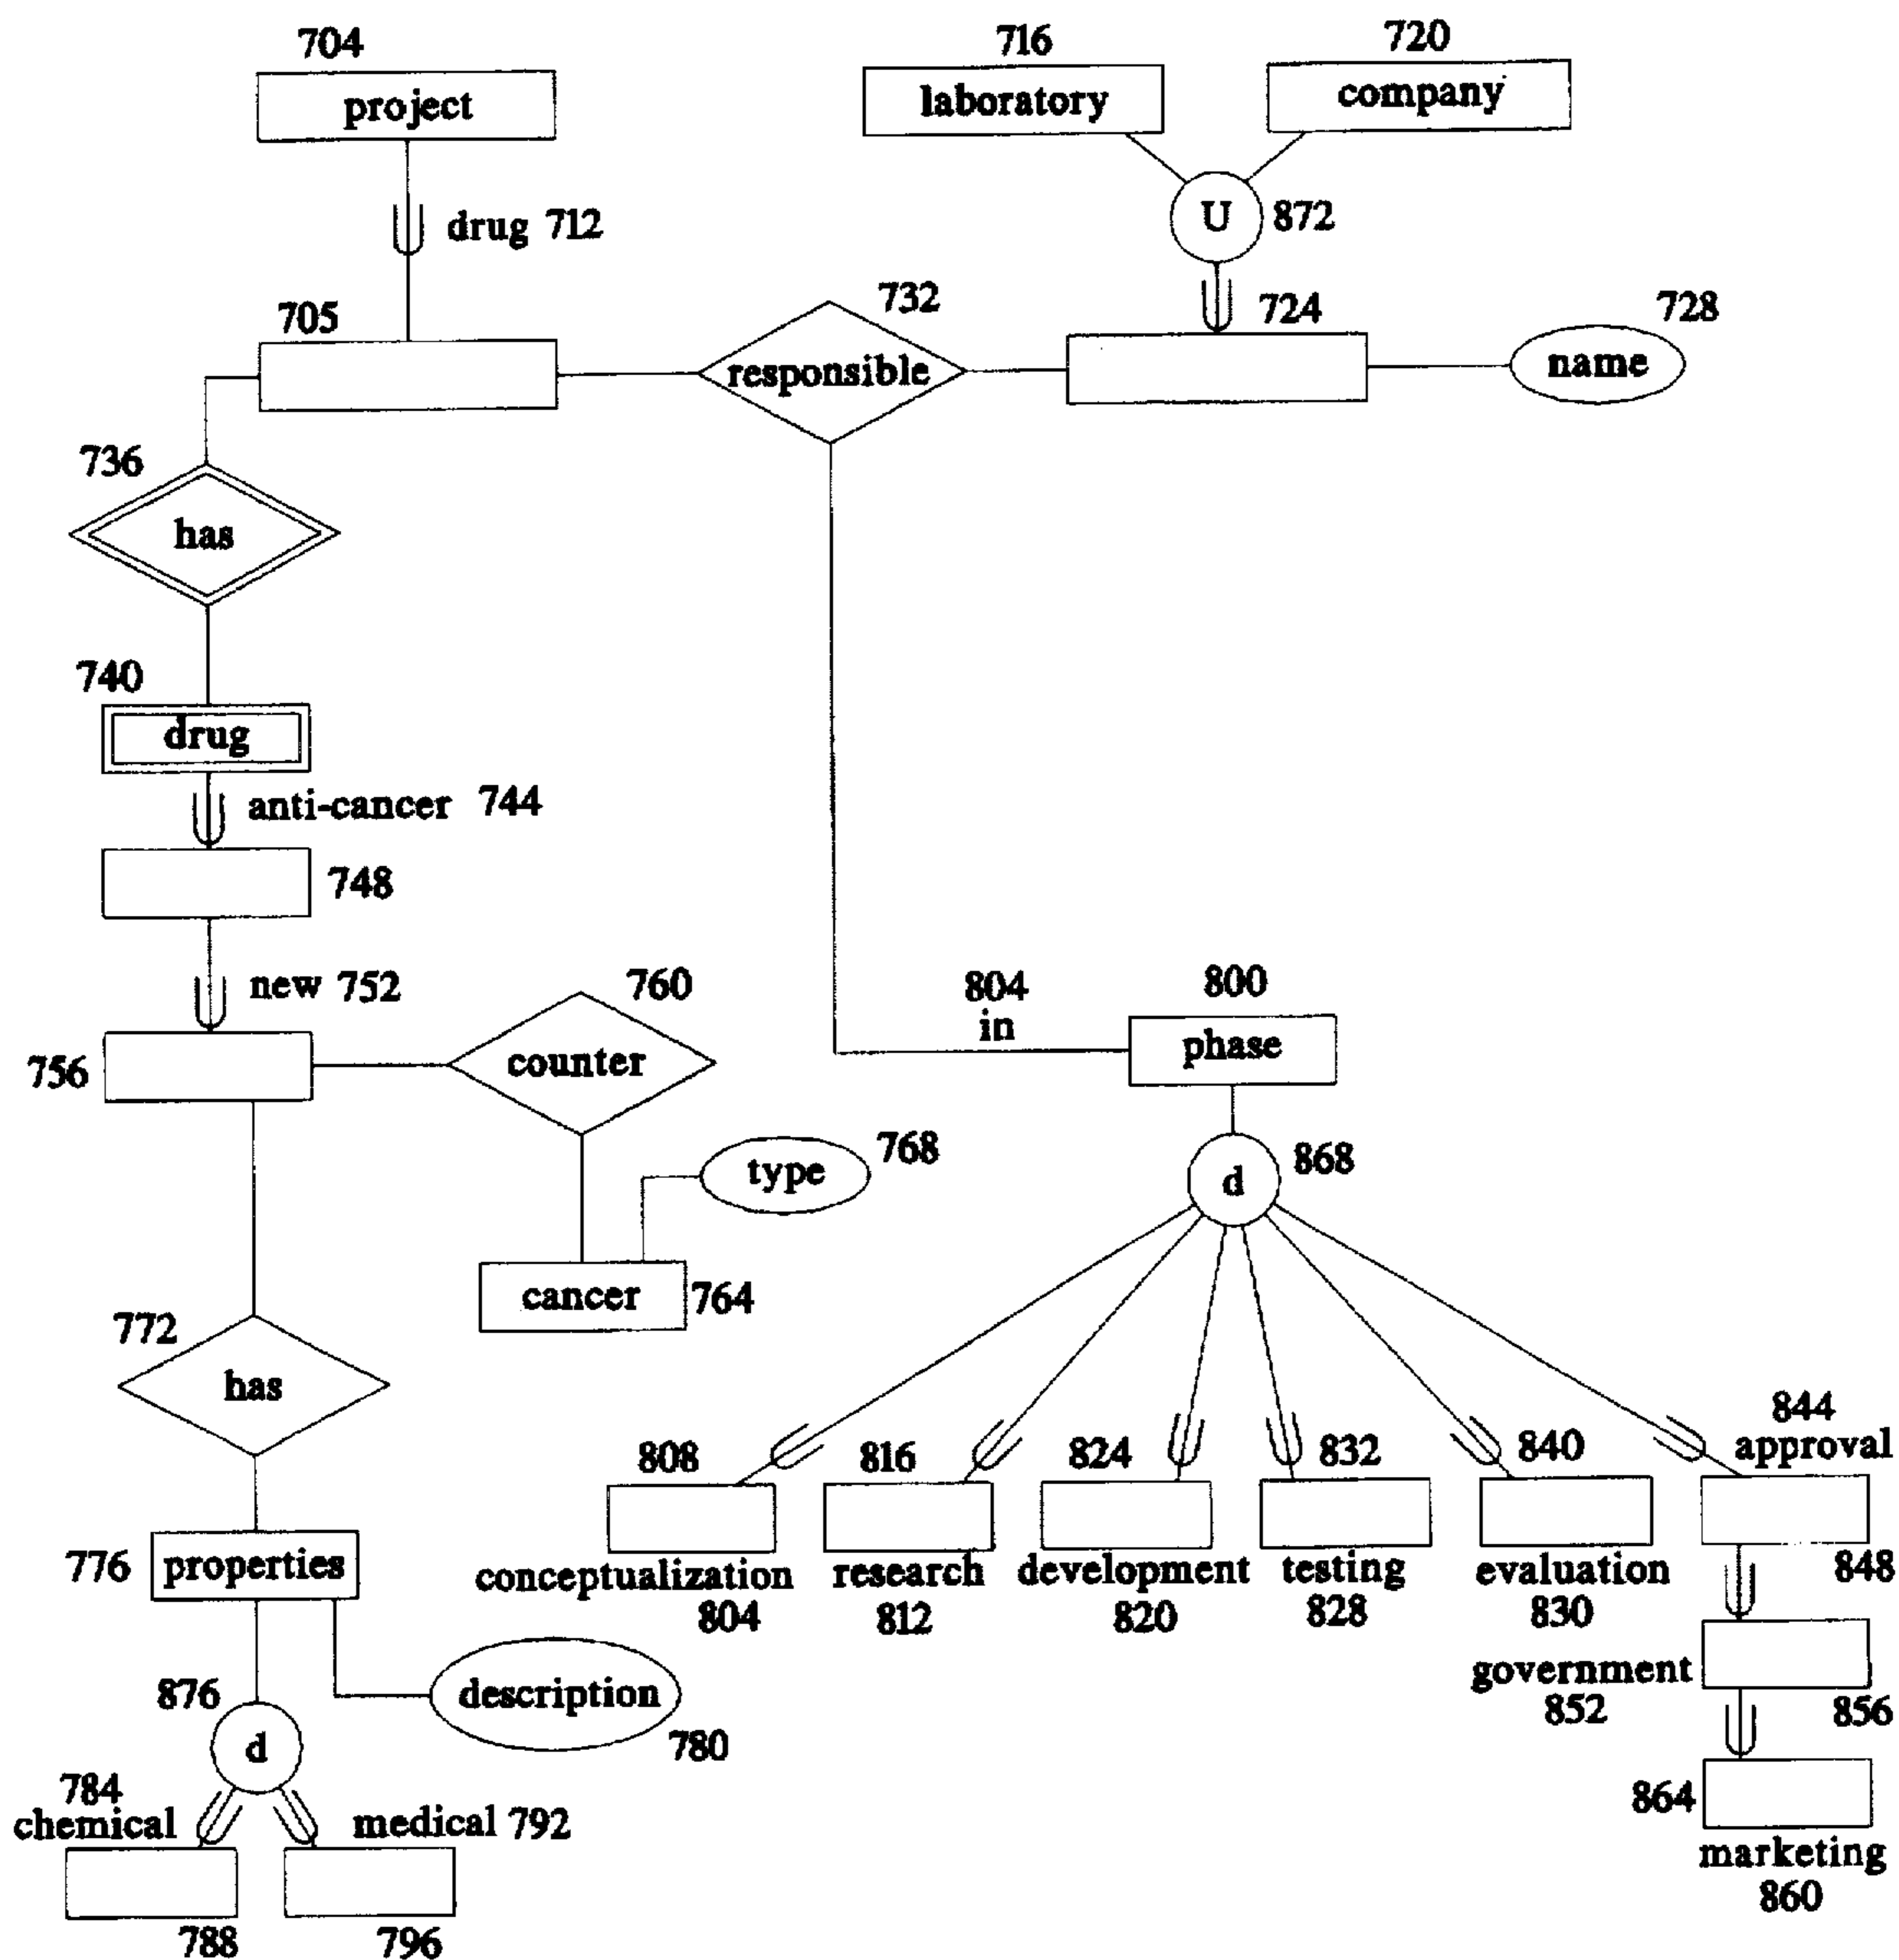 704
project
drug 712
705
716
laboratory
720
company
U
872
732
responsible
724
728
name
736
has
740
drug
anti-cancer 744
748
new 752
756
760
counter
type
768
cancer
764
772
has
776
properties
description
780
876
d
784
chemical
medical 792
788
796
804
in
800
phase
d
868
808
conceptualization
804
816
research
812
824
development
820
832
testing
828
840
evaluation
830
844
approval
848
government
852
856
864
marketing
860